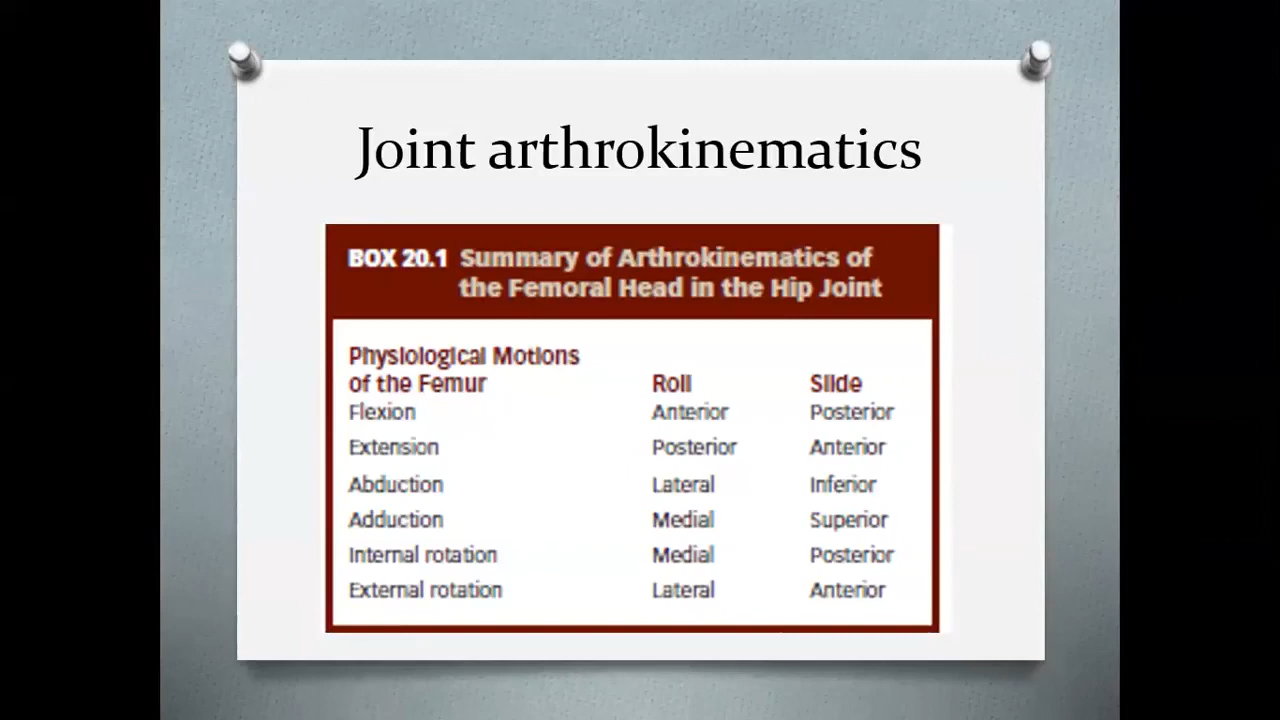 Joint arthrokinematics
BOX 20.1 Summary of Arthrokinematics of
the Femoral Head in the Hip Joint
Physiological Motions
of the Femur Roll Slide
Flexion Anterior Posterior
Extension Posterior Anterior
Abduction Lateral Inferior
Adduction Medial Superior
Internal rotation Medial Posterior
External rotation Lateral Anterior